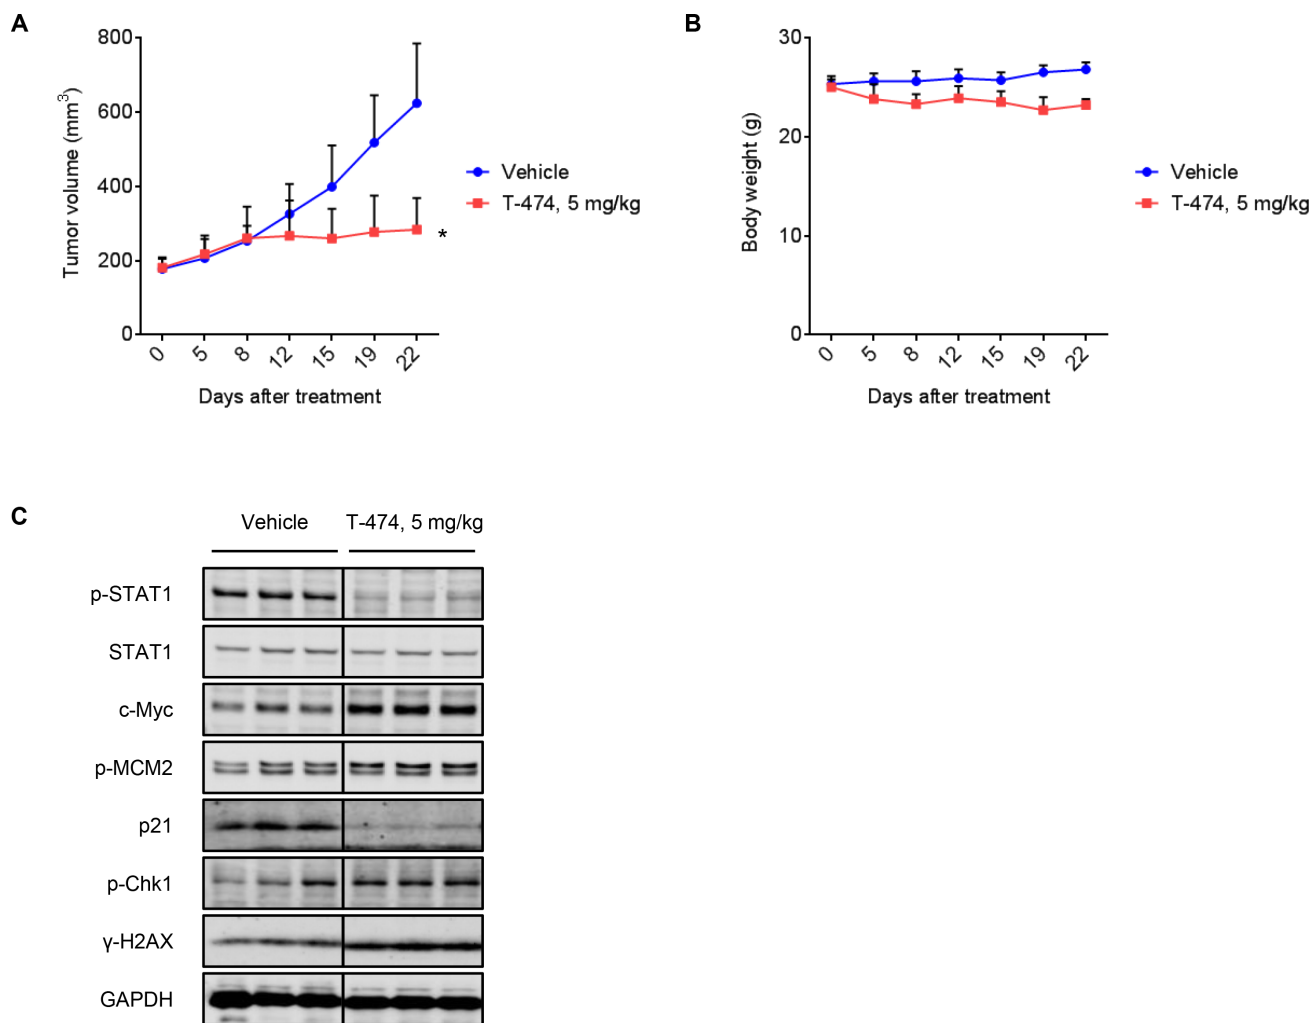 A
800
600
400
200
0
Tumor volume (mm³)
0 5 8 12 15 19 22
Days after treatment
Vehicle
T-474, 5 mg/kg
*
B
30
20
10
0
Body weight (g)
0 5 8 12 15 19 22
Days after treatment
Vehicle
T-474, 5 mg/kg
C
Vehicle T-474, 5 mg/kg
p-STAT1
STAT1
c-Myc
p-MCM2
p21
p-Chk1
γ-H2AX
GAPDH